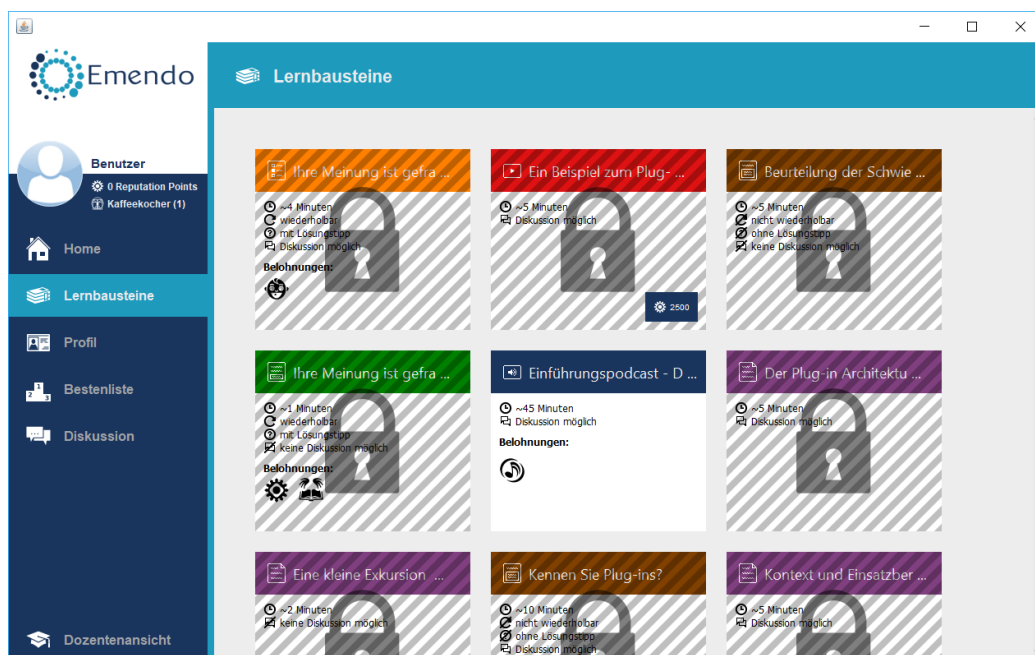 Emendo
Lernbausteine
Benutzer
0 Reputation Points
Kaffeekocher (1)
Home
Lernbausteine
Profil
1
2
3
Bestenliste
Diskussion
Dozentenansicht
Ihre Meinung ist gefra ...
~4 Minuten
wiederholbar
mit Lösungstipp
Diskussion möglich
Belohnungen:
Ein Beispiel zum Plug- ...
~5 Minuten
Diskussion möglich
2500
Beurteilung der Schwie ...
~5 Minuten
nicht wiederholbar
ohne Lösungstipp
keine Diskussion möglich
Ihre Meinung ist gefra ...
~1 Minuten
wiederholbar
mit Lösungstipp
keine Diskussion möglich
Belohnungen:
Einführungspodcast - D ...
~45 Minuten
Diskussion möglich
Belohnungen:
Der Plug-in Architektu ...
~5 Minuten
Diskussion möglich
Eine kleine Exkursion ...
~2 Minuten
keine Diskussion möglich
Kennen Sie Plug-ins?
~10 Minuten
nicht wiederholbar
ohne Lösungstipp
Diskussion möglich
Kontext und Einsatzber ...
~5 Minuten
Diskussion möglich